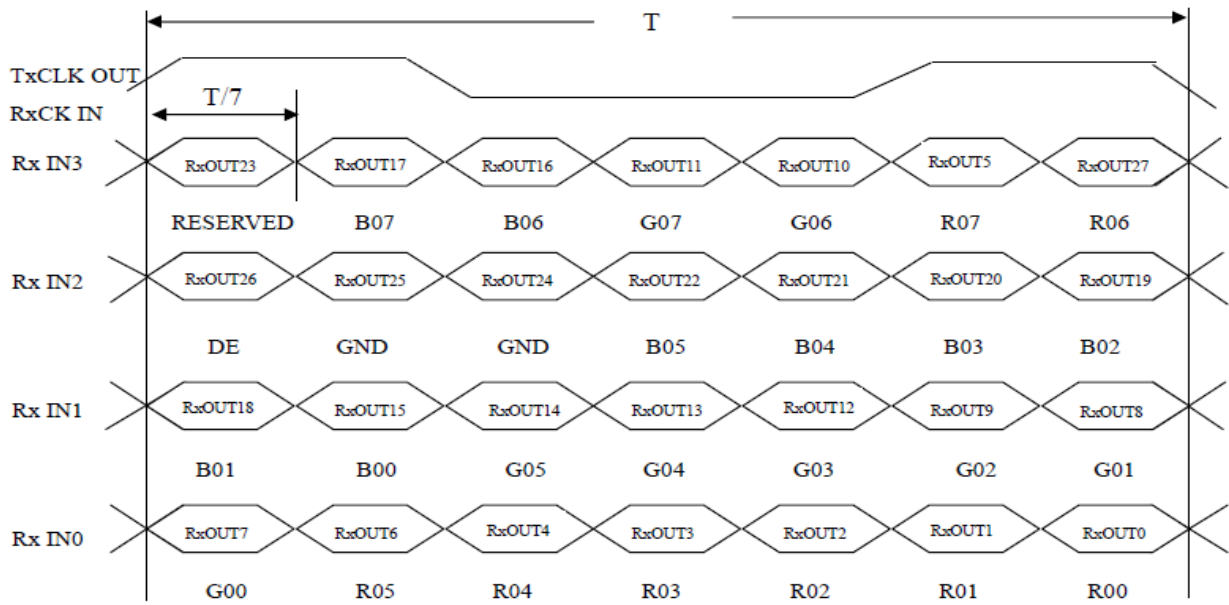 T
TxCLK OUT
T/7
RxCK IN
Rx IN3 RxOUT23 RxOUT17 RxOUT16 RxOUT11 RxOUT10 RxOUT5 RxOUT27
RESERVED B07 B06 G07 G06 R07 R06
Rx IN2 RxOUT26 RxOUT25 RxOUT24 RxOUT22 RxOUT21 RxOUT20 RxOUT19
DE GND GND B05 B04 B03 B02
Rx IN1 RxOUT18 RxOUT15 RxOUT14 RxOUT13 RxOUT12 RxOUT9 RxOUT8
B01 B00 G05 G04 G03 G02 G01
Rx IN0 RxOUT7 RxOUT6 RxOUT4 RxOUT3 RxOUT2 RxOUT1 RxOUT0
G00 R05 R04 R03 R02 R01 R00